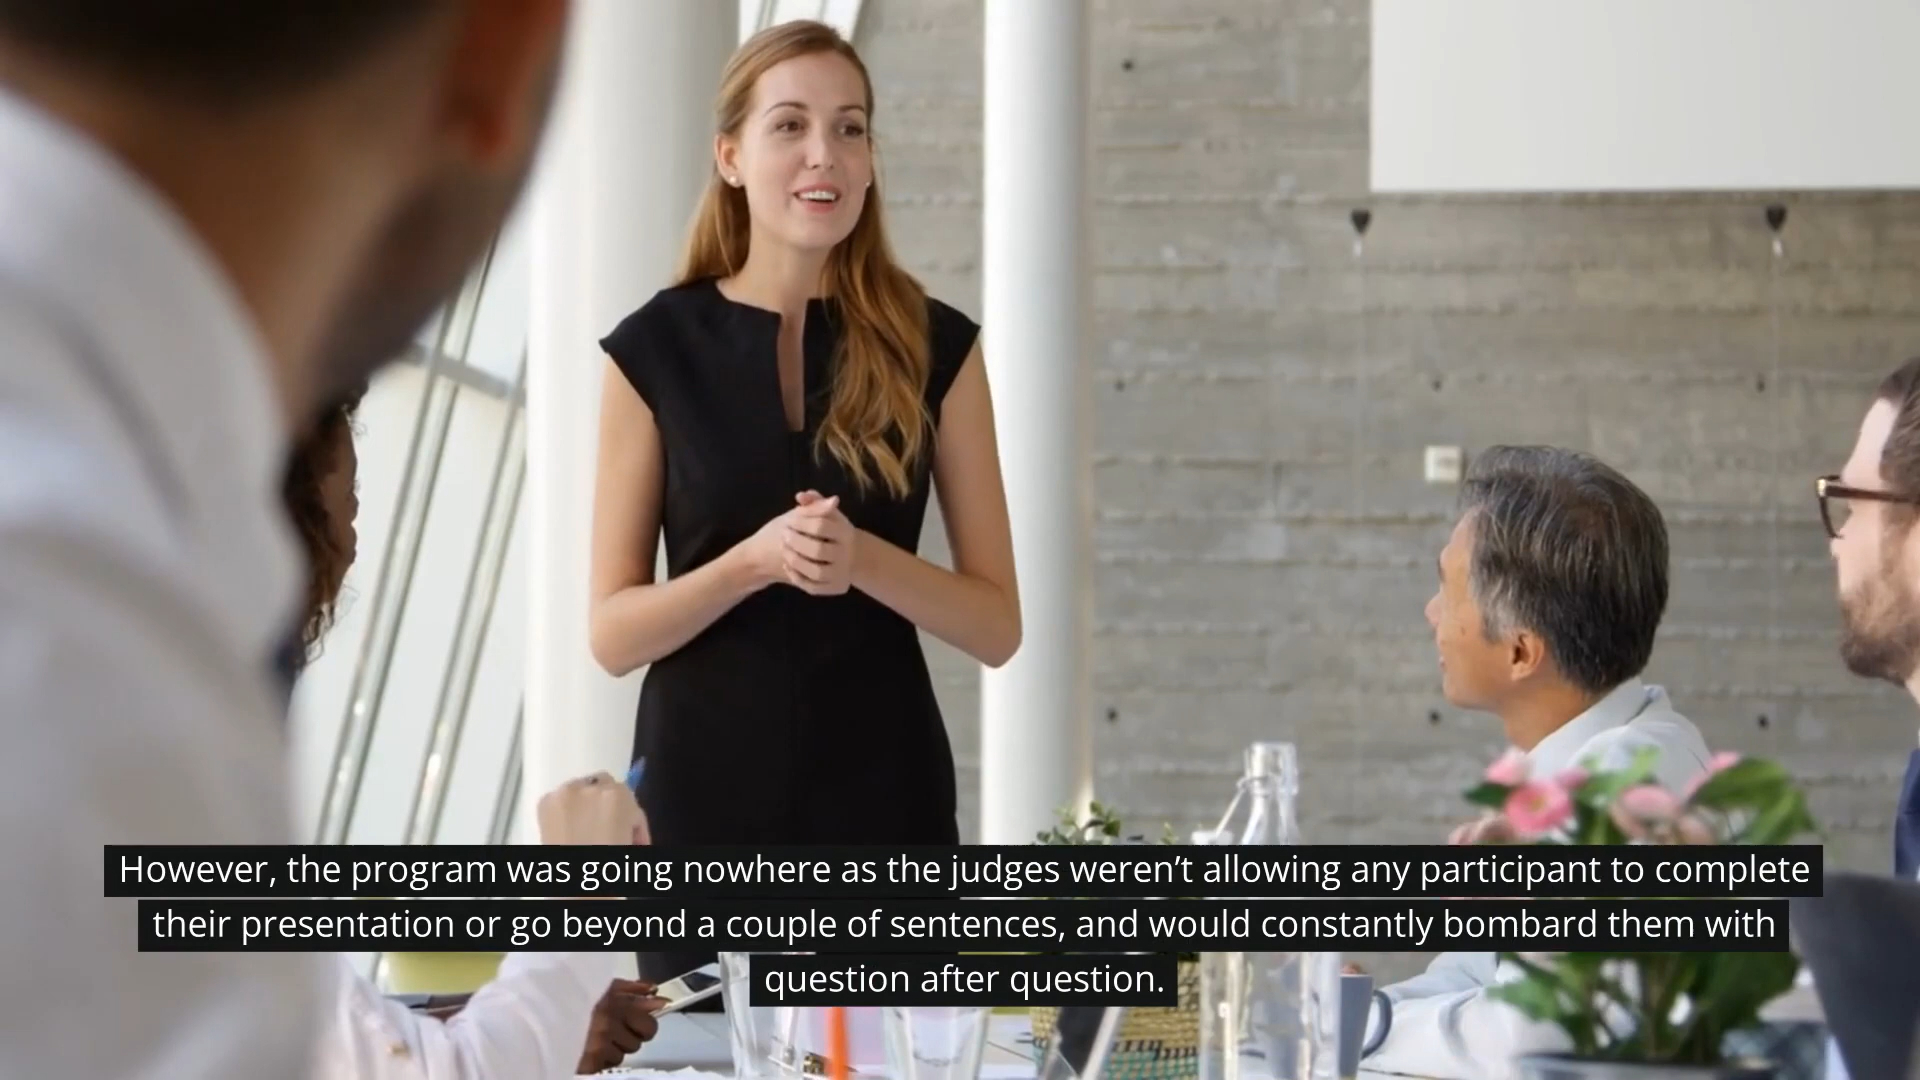 However, the program was going nowhere as the judges weren’t allowing any participant to complete
their presentation or go beyond a couple of sentences, and would constantly bombard them with
question after question.